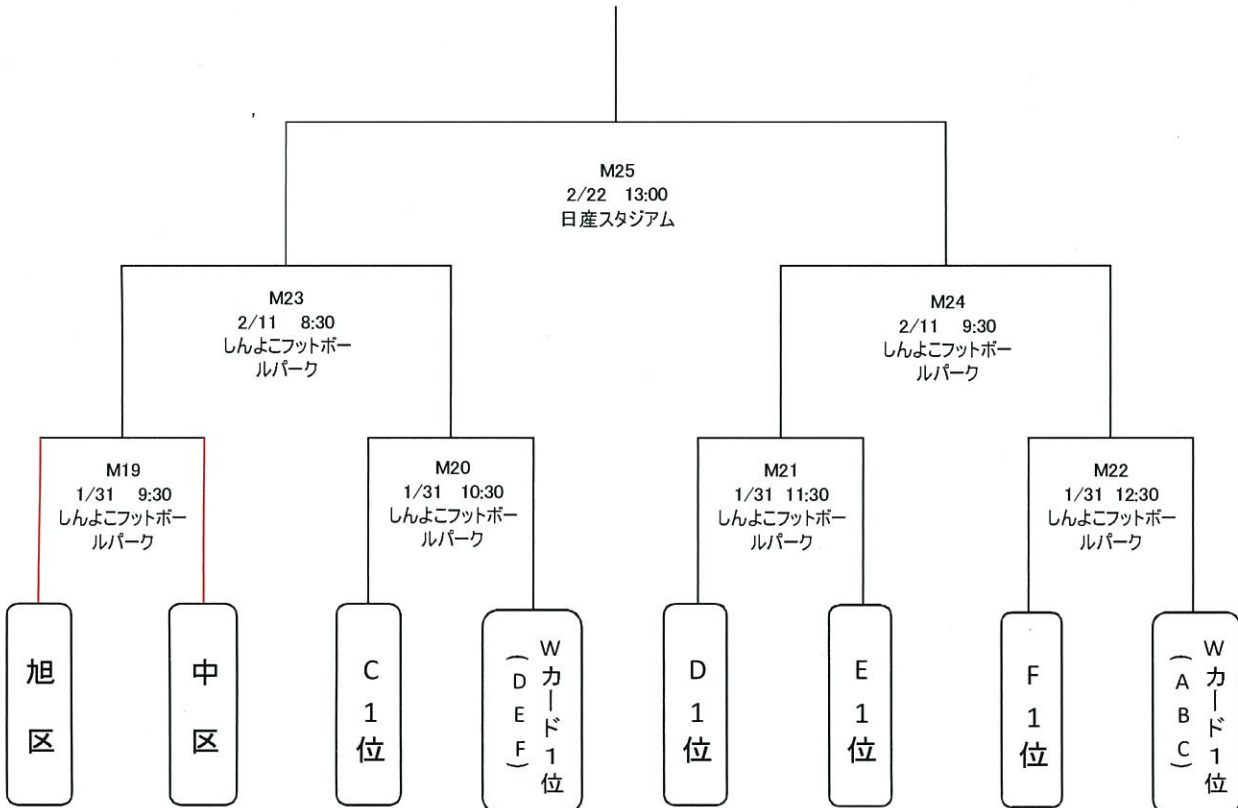 M25
2/22 13:00
日産スタジアム
M23
2/11 8:30
しんよこフットボー
ルパーク
M24
2/11 9:30
しんよこフットボー
ルパーク
M19
1/31 9:30
しんよこフットボー
ルパーク
M20
1/31 10:30
しんよこフットボー
ルパーク
M21
1/31 11:30
しんよこフットボー
ルパーク
M22
1/31 12:30
しんよこフットボー
ルパーク
旭区
中区
C1位
Wカード1位
(DEF)
D1位
E1位
F1位
Wカード1位
(ABC)